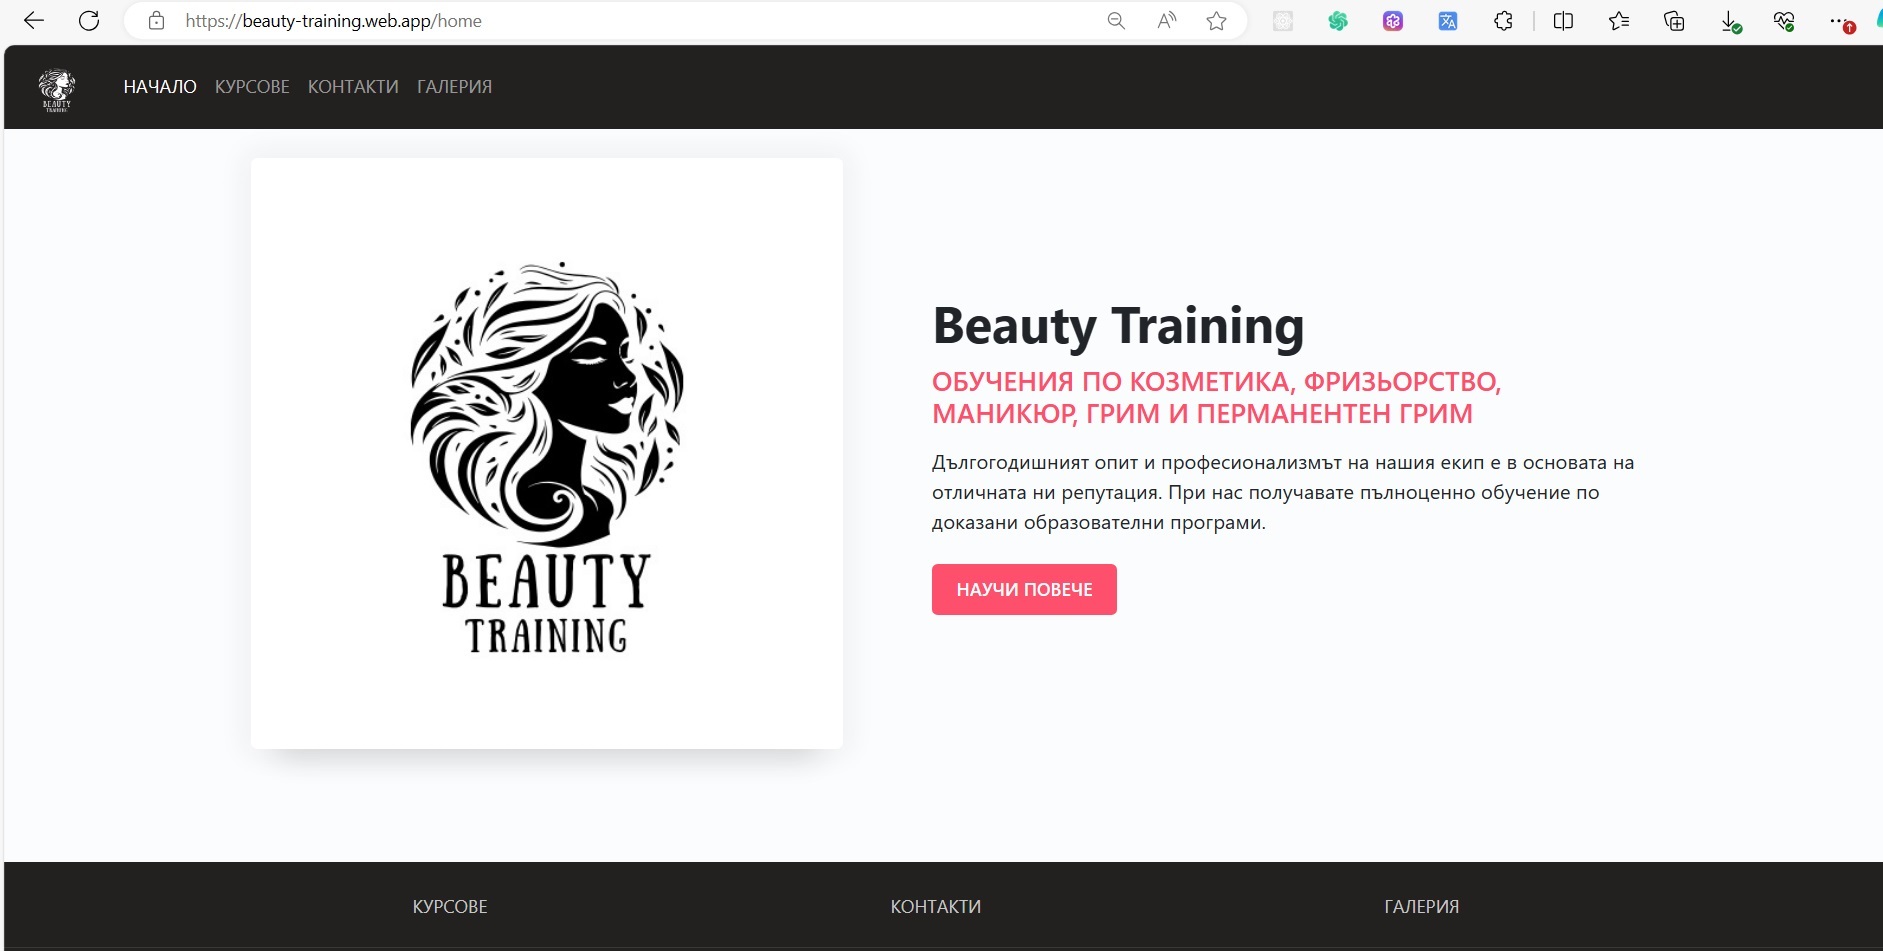 https://beauty-training.web.app/home
BEAUTY
TRAINING
НАЧАЛО КУРСОВЕ КОНТАКТИ ГАЛЕРИЯ
BEAUTY
TRAINING
Beauty Training
ОБУЧЕНИЯ ПО КОЗМЕТИКА, ФРИЗЬОРСТВО,
МАНИКЮР, ГРИМ И ПЕРМАНЕНТЕН ГРИМ
Дългогодишният опит и професионализмът на нашия екип е в основата на
отличната ни репутация. При нас получавате пълноценно обучение по
доказани образователни програми.
НАУЧИ ПОВЕЧЕ
КУРСОВЕ КОНТАКТИ ГАЛЕРИЯ